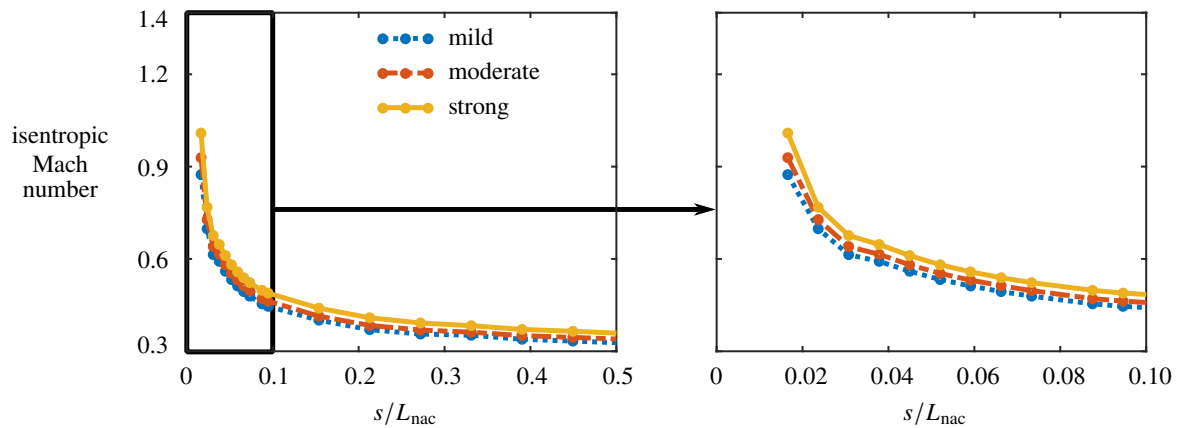 1.4
1.2
0.9
0.6
0.3
isentropic
Mach
number
mild
moderate
strong
0 0.1 0.2 0.3 0.4 0.5
s/Lnac
0 0.02 0.04 0.06 0.08 0.10
s/Lnac